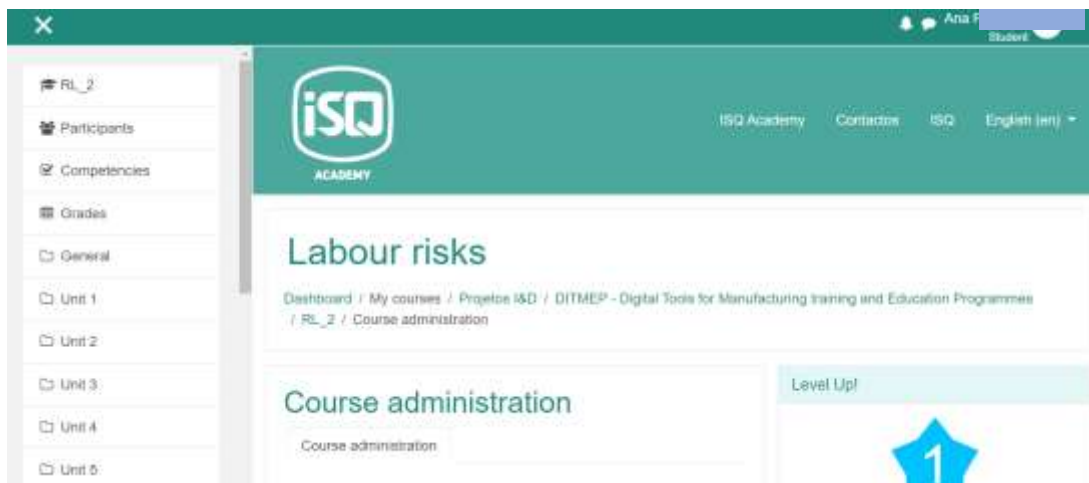 Ana
Student
RL_2
Participants
Competencies
Grades
General
Unit 1
Unit 2
Unit 3
Unit 4
Unit 5
iSQ
ACADEMY
ISQ Academy Contactos ISQ English (en)
Labour risks
Dashboard / My courses / Projetos I&D / DITMEP - Digital Tools for Manufacturing training and Education Programmes
/ RL_2 / Course administration
Course administration
Course administration
Level Up!
1